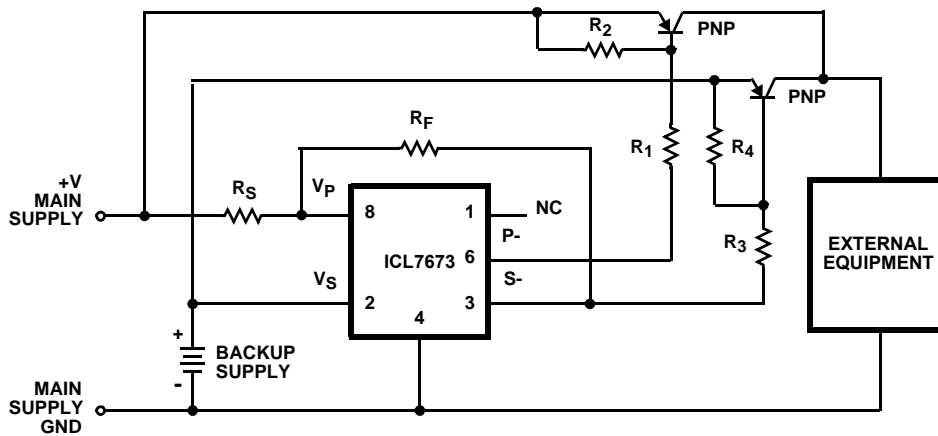 R2
PNP
PNP
RF
R1
R4
+V
MAIN
SUPPLY
RS
VP
8
1
NC
P-
ICL7673
6
R3
EXTERNAL
EQUIPMENT
VS
S-
2
3
4
+
BACKUP
SUPPLY
-
MAIN
SUPPLY
GND